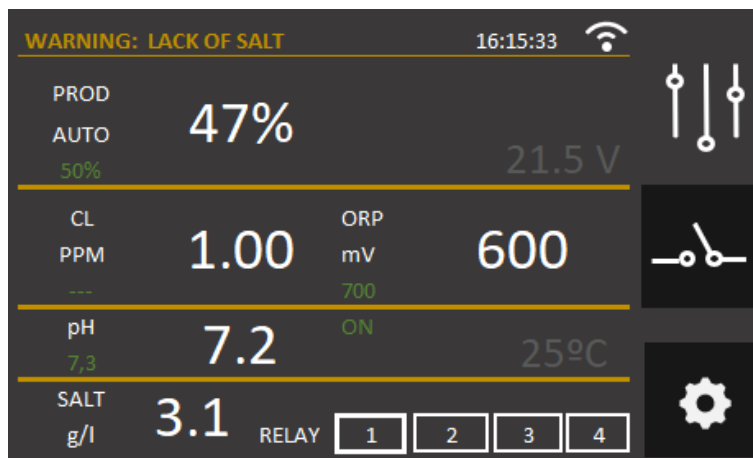 WARNING: LACK OF SALT 16:15:33
PROD
AUTO
50%
47%
21.5 V
CL
PPM
---
1.00
ORP
mV
700
600
pH
7,3
7.2
ON
25ºC
SALT
g/l
3.1
RELAY 1 2 3 4